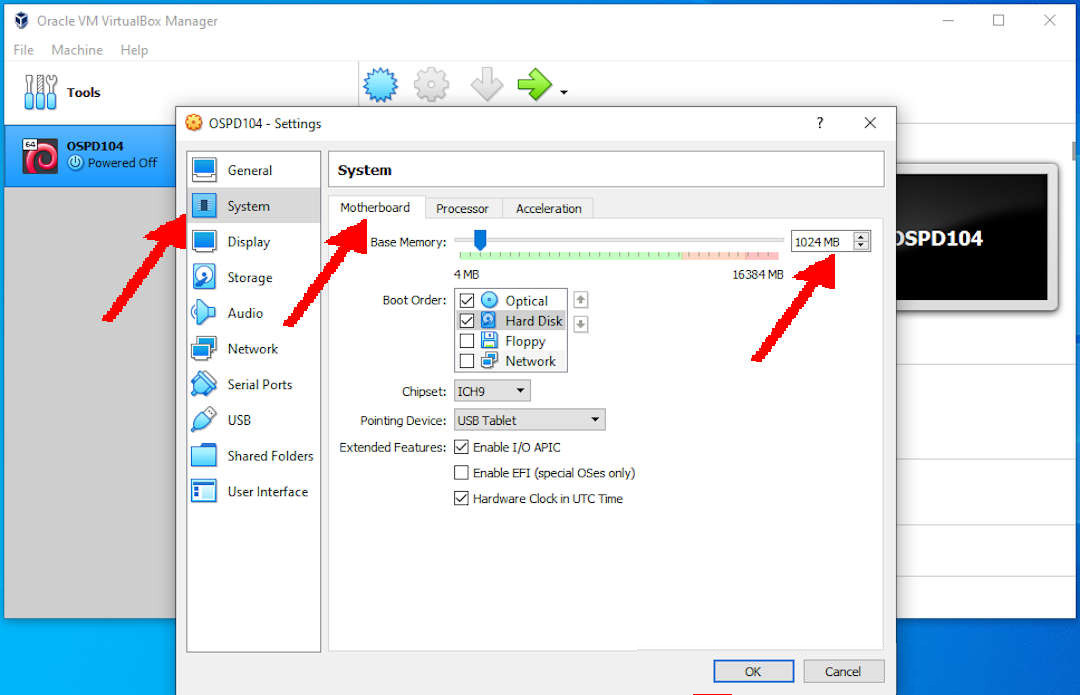 Oracle VM VirtualBox Manager
File Machine Help
Tools
64
OSPD104
Powered Off
OSPD104 - Settings
?
General
System
Display
Storage
Audio
Network
Serial Ports
USB
Shared Folders
User Interface
System
Motherboard Processor Acceleration
Base Memory: 1024 MB
4 MB 16384 MB
Boot Order: Optical
Hard Disk
Floppy
Network
Chipset: ICH9
Pointing Device: USB Tablet
Extended Features: Enable I/O APIC
Enable EFI (special OSes only)
Hardware Clock in UTC Time
OSPD104
OK Cancel